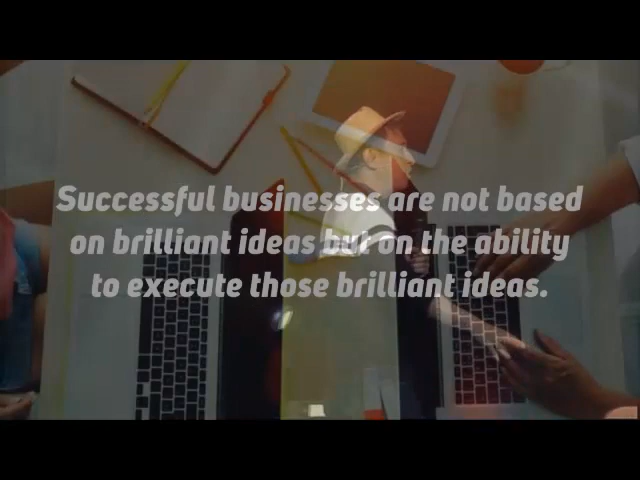 Successful businesses are not based
on brilliant ideas but on the ability
to execute those brilliant ideas.